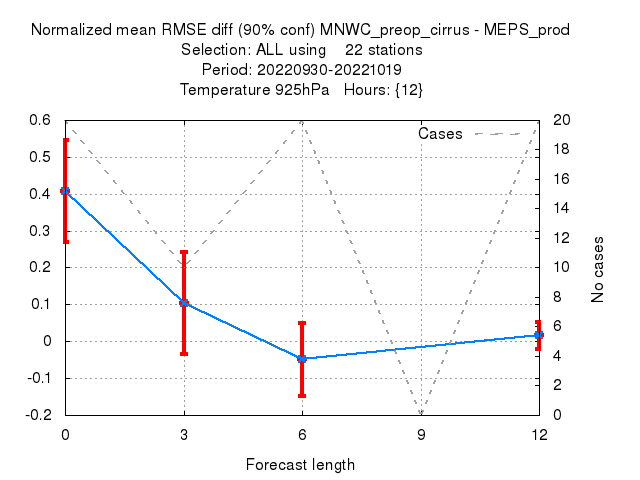 Normalized mean RMSE diff (90% conf) MNWC_preop_cirrus - MEPS_prod
Selection: ALL using 22 stations
Period: 20220930-20221019
Temperature 925hPa Hours: {12}
Cases
0.6
0.5
0.4
0.3
0.2
0.1
0
-0.1
-0.2
20
18
16
14
12
10
8
6
4
2
0
No cases
0 3 6 9 12
Forecast length